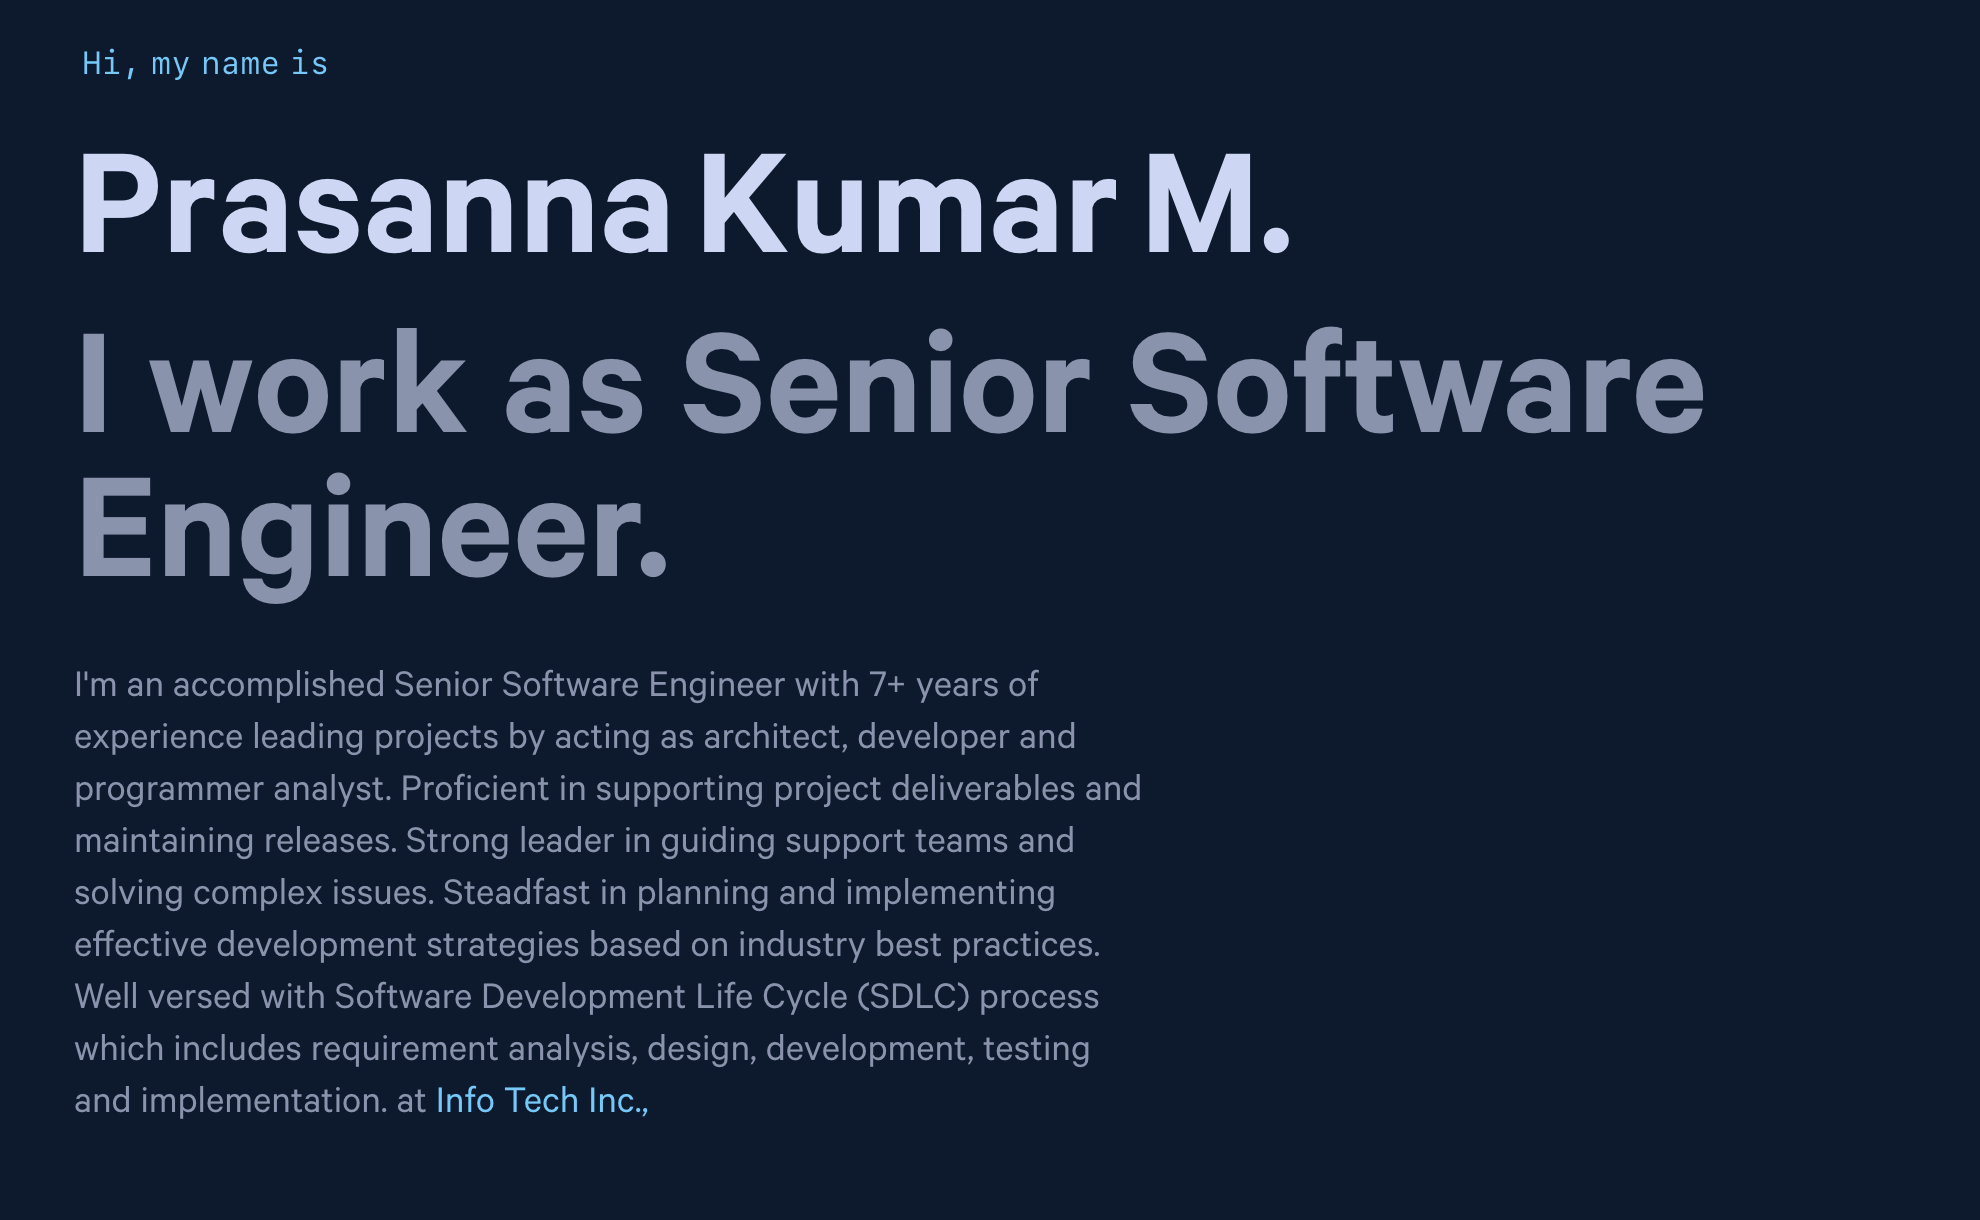 Hi, my name is
Prasanna Kumar M.
I work as Senior Software
Engineer.
I'm an accomplished Senior Software Engineer with 7+ years of
experience leading projects by acting as architect, developer and
programmer analyst. Proficient in supporting project deliverables and
maintaining releases. Strong leader in guiding support teams and
solving complex issues. Steadfast in planning and implementing
effective development strategies based on industry best practices.
Well versed with Software Development Life Cycle (SDLC) process
which includes requirement analysis, design, development, testing
and implementation. at Info Tech Inc.,